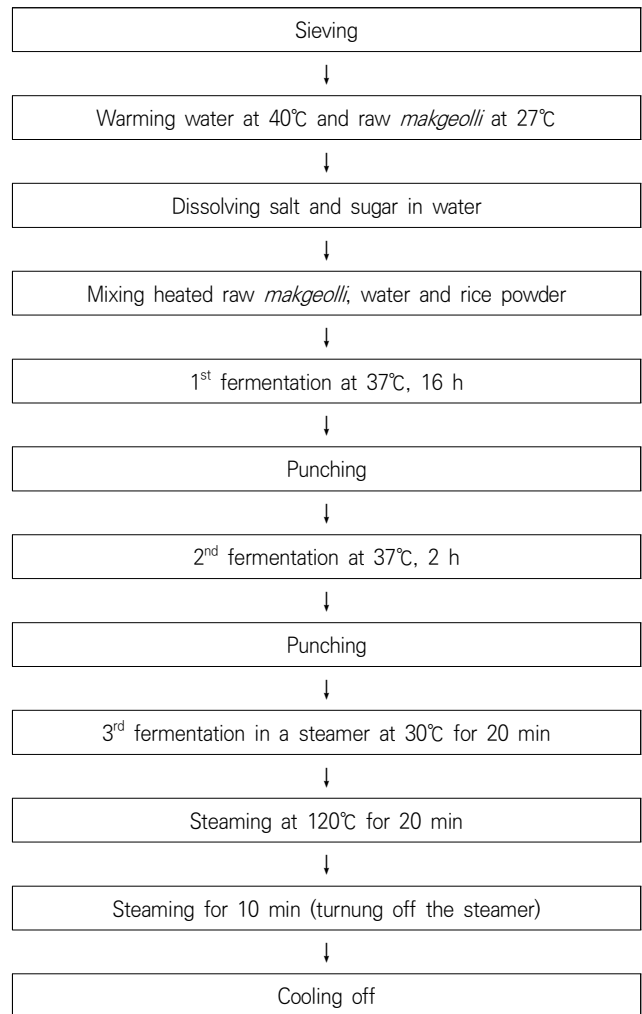 Sieving
↓
Warming water at 40℃ and raw makgeolli at 27℃
↓
Dissolving salt and sugar in water
↓
Mixing heated raw makgeolli, water and rice powder
↓
1st fermentation at 37℃, 16 h
↓
Punching
↓
2nd fermentation at 37℃, 2 h
↓
Punching
↓
3rd fermentation in a steamer at 30℃ for 20 min
↓
Steaming at 120℃ for 20 min
↓
Steaming for 10 min (turnung off the steamer)
↓
Cooling off